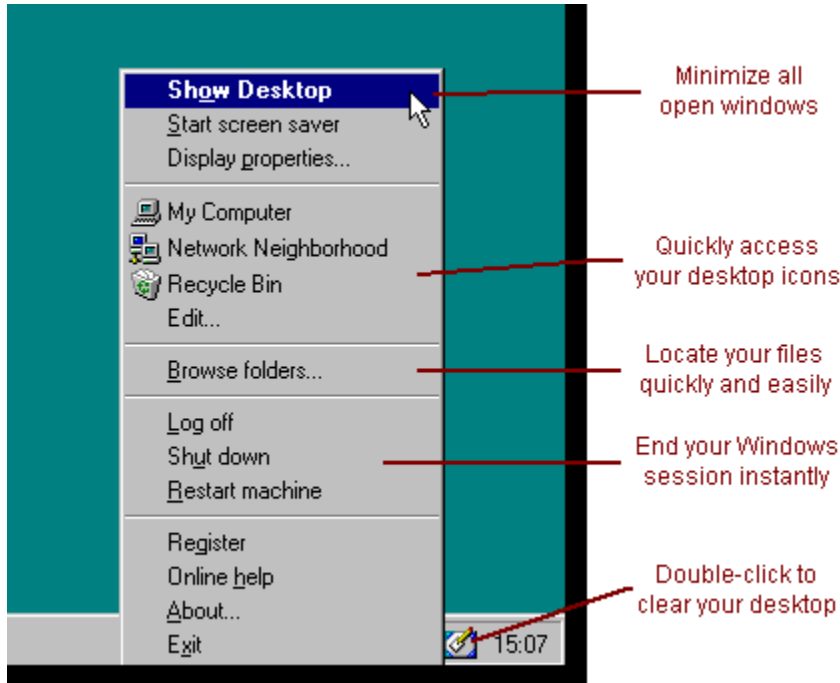 Show Desktop
Start screen saver
Display properties...
My Computer
Network Neighborhood
Recycle Bin
Edit...
Browse folders...
Log off
Shut down
Restart machine
Register
Online help
About...
Exit
15:07
Minimize all
open windows
Quickly access
your desktop icons
Locate your files
quickly and easily
End your Windows
session instantly
Double-click to
clear your desktop